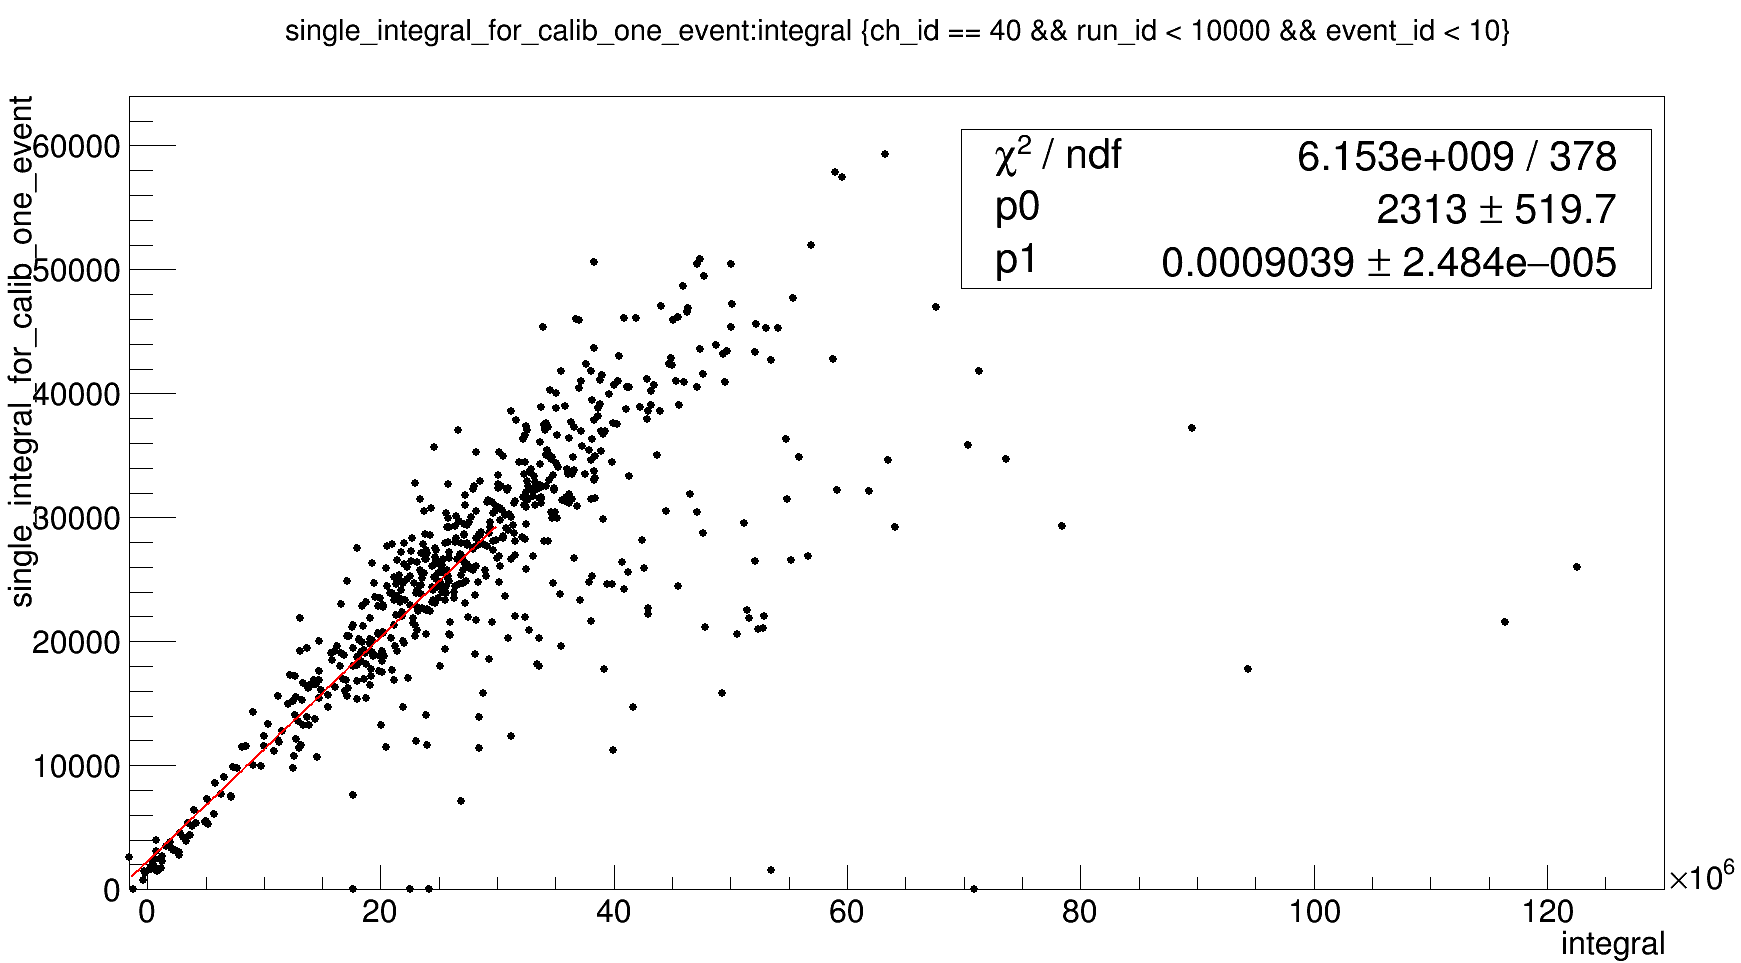 single_integral_for_calib_one_event:integral {ch_id == 40 && run_id < 10000 && event_id < 10}
single_integral_for_calib_one_event
60000
50000
40000
30000
20000
10000
0
χ² / ndf 6.153e+009 / 378
p0 2313 ± 519.7
p1 0.0009039 ± 2.484e−005
0 20 40 60 80 100 120
×10⁶
integral